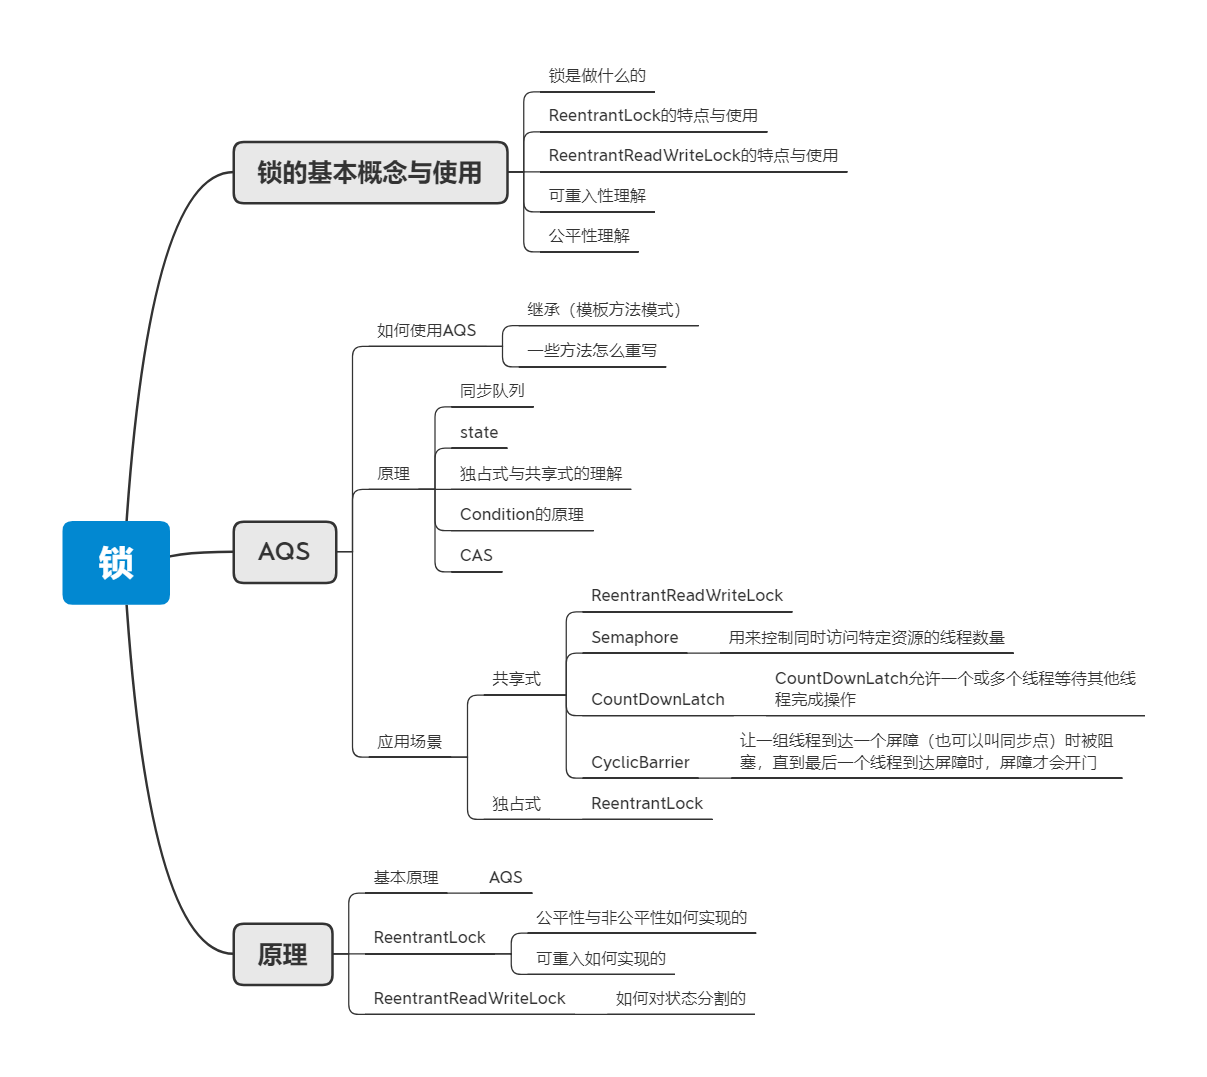 锁
锁的基本概念与使用
锁是做什么的
ReentrantLock的特点与使用
ReentrantReadWriteLock的特点与使用
可重入性理解
公平性理解
AQS
如何使用AQS
继承（模板方法模式）
一些方法怎么重写
原理
同步队列
state
独占式与共享式的理解
Condition的原理
CAS
应用场景
共享式
ReentrantReadWriteLock
Semaphore
用来控制同时访问特定资源的线程数量
CountDownLatch
CountDownLatch允许一个或多个线程等待其他线
程完成操作
CyclicBarrier
让一组线程到达一个屏障（也可以叫同步点）时被阻
塞，直到最后一个线程到达屏障时，屏障才会开门
独占式
ReentrantLock
原理
基本原理
AQS
ReentrantLock
公平性与非公平性如何实现的
可重入如何实现的
ReentrantReadWriteLock
如何对状态分割的